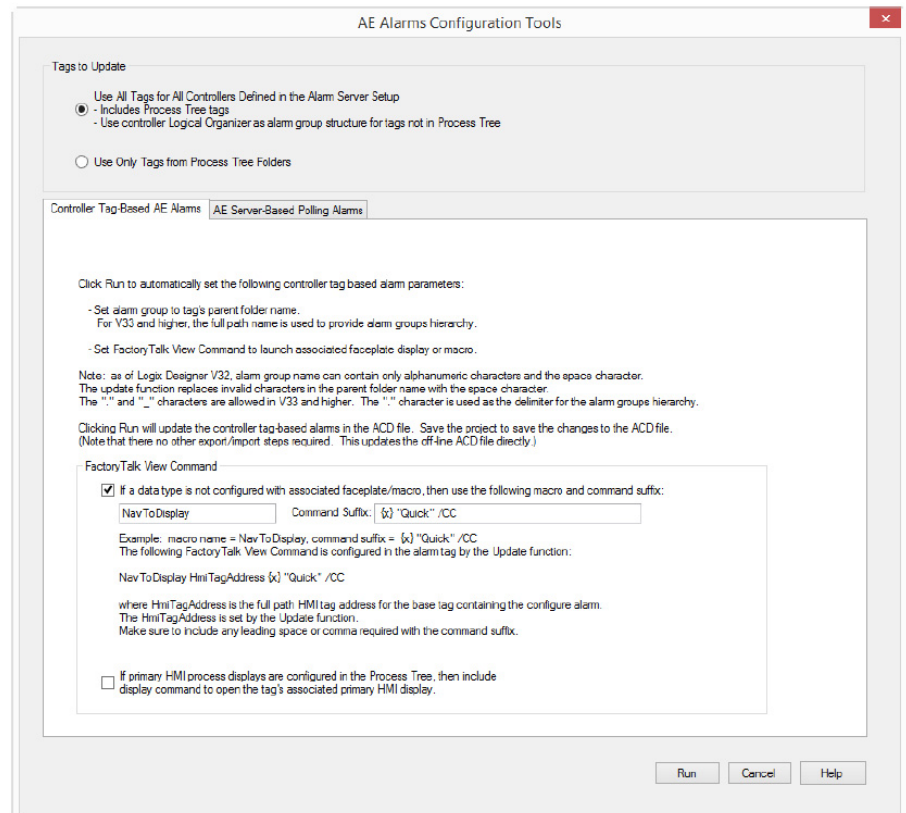 AE Alarms Configuration Tools
Tags to Update
Use All Tags for All Controllers Defined in the Alarm Server Setup
- Includes Process Tree tags
- Use controller Logical Organizer as alarm group structure for tags not in Process Tree
Use Only Tags from Process Tree Folders
Controller Tag-Based AE Alarms AE Server-Based Polling Alarms
Click Run to automatically set the following controller tag based alarm parameters:
- Set alarm group to tag's parent folder name.
For V33 and higher, the full path name is used to provide alarm groups hierarchy.
- Set FactoryTalk View Command to launch associated faceplate display or macro.
Note: as of Logix Designer V32, alarm group name can contain only alphanumeric characters and the space character.
The update function replaces invalid characters in the parent folder name with the space character.
The "." and "_" characters are allowed in V33 and higher. The "." character is used as the delimiter for the alarm groups hierarchy.
Clicking Run will update the controller tag-based alarms in the ACD file. Save the project to save the changes to the ACD file.
(Note that there no other export/import steps required. This updates the off-line ACD file directly.)
FactoryTalk View Command
If a data type is not configured with associated faceplate/macro, then use the following macro and command suffix:
NavToDisplay Command Suffix: {x} "Quick" /CC
Example: macro name = NavToDisplay, command suffix = {x} "Quick" /CC
The following FactoryTalk View Command is configured in the alarm tag by the Update function:
NavToDisplay HmiTagAddress {x} "Quick" /CC
where HmiTagAddress is the full path HMI tag address for the base tag containing the configure alarm.
The HmiTagAddress is set by the Update function.
Make sure to include any leading space or comma required with the command suffix.
If primary HMI process displays are configured in the Process Tree, then include
display command to open the tag's associated primary HMI display.
Run Cancel Help